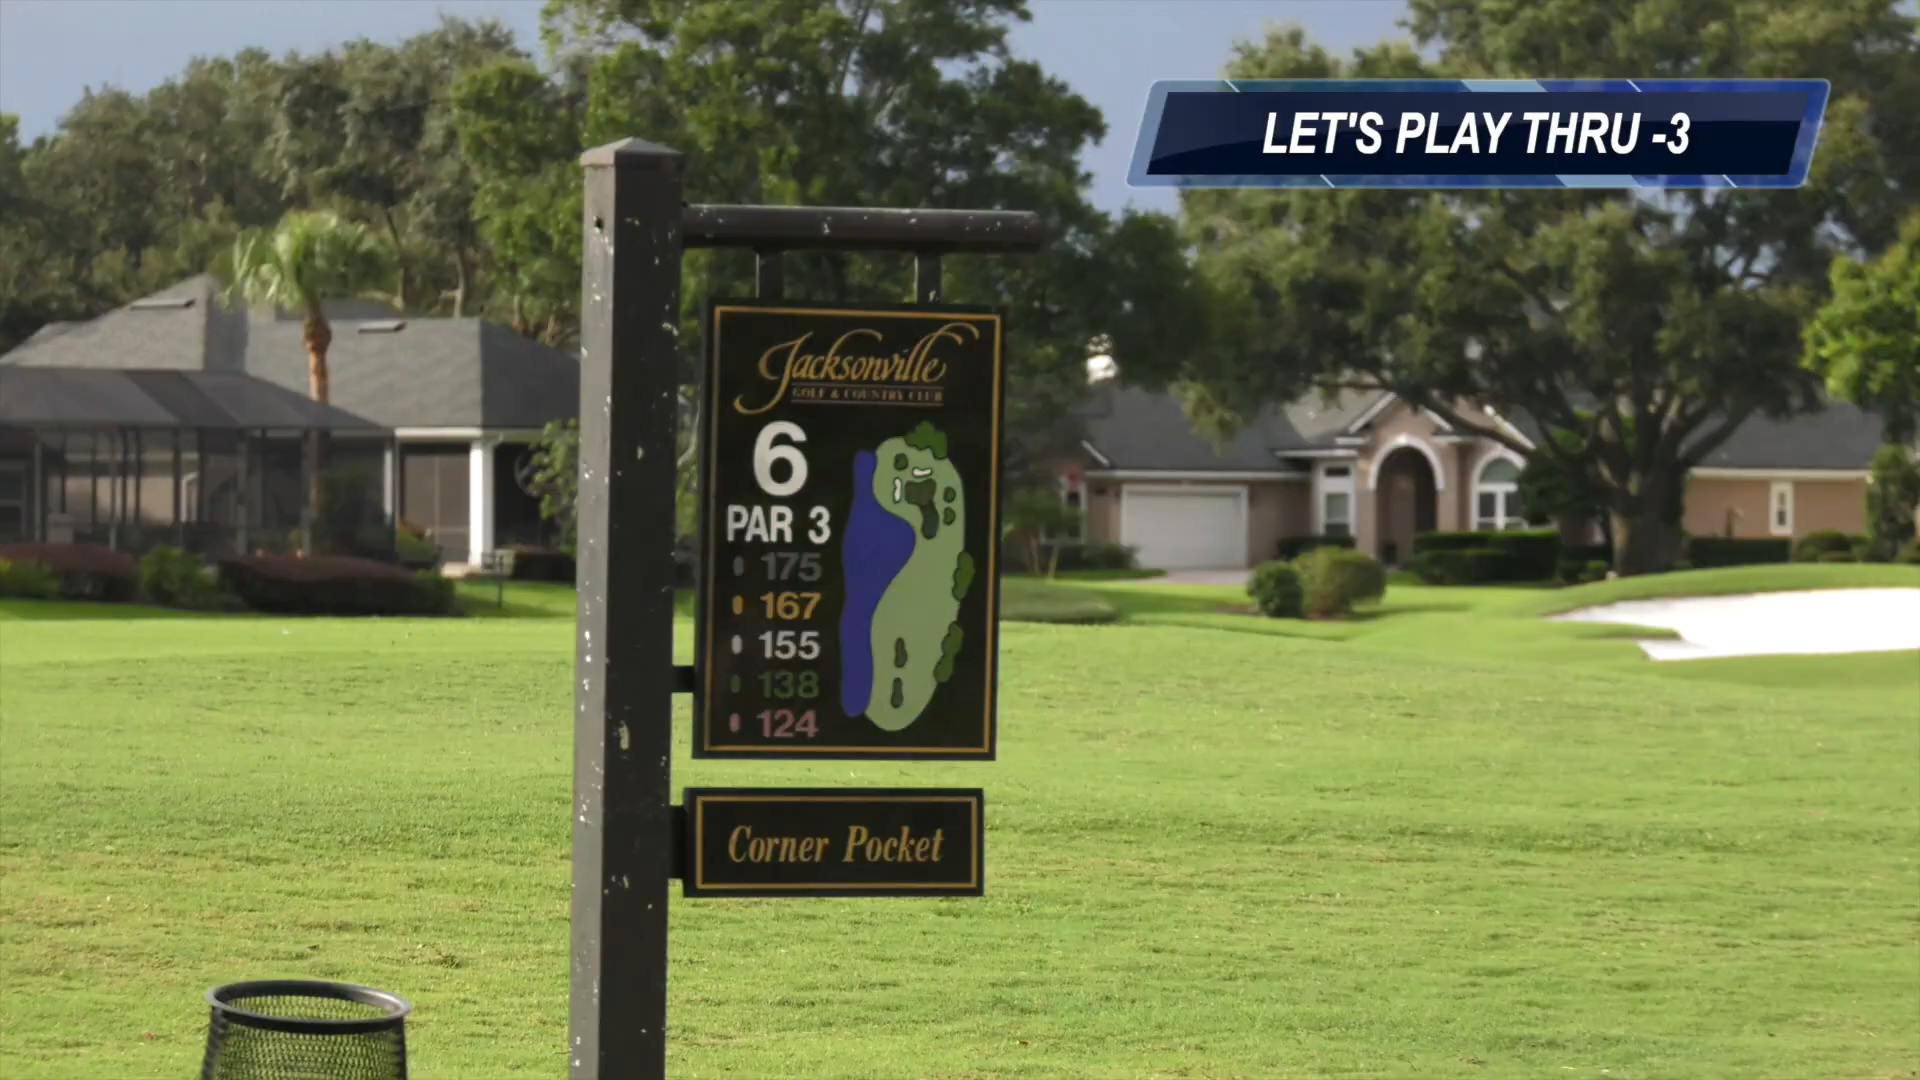 LET'S PLAY THRU -3
Jacksonville
GOLF & COUNTRY CLUB
6
PAR 3
175
167
155
138
124
Corner Pocket